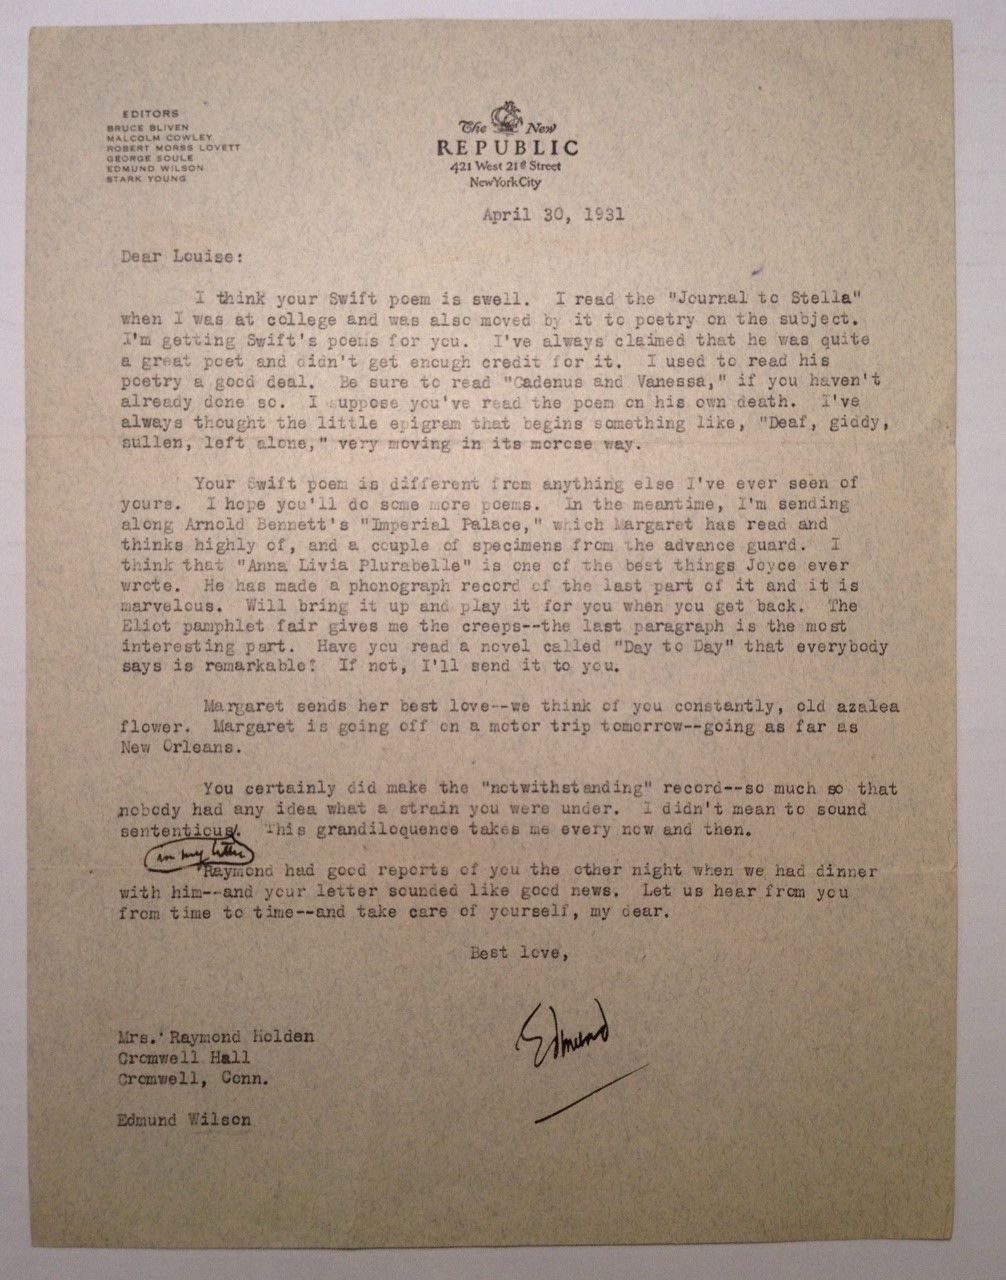 EDITORS
BRUCE BLIVEN
MALCOLM COWLEY
ROBERT MORSS LOVETT
GEORGE SOULE
EDMUND WILSON
STARK YOUNG
The New
REPUBLIC
421 West 21st Street
New York City
April 30, 1931
Dear Louise:
I think your Swift poem is swell. I read the "Journal to Stella"
when I was at college and was also moved by it to poetry on the subject.
I'm getting Swift's poems for you. I've always claimed that he was quite
a great poet and didn't get enough credit for it. I used to read his
poetry a good deal. Be sure to read "Cadenus and Vanessa," if you haven't
already done so. I suppose you've read the poem on his own death. I've
always thought the little epigram that begins something like, "Deaf, giddy,
sullen, left alone," very moving in its morose way.
Your Swift poem is different from anything else I've ever seen of
yours. I hope you'll do some more poems. In the meantime, I'm sending
along Arnold Bennett's "Imperial Palace," which Margaret has read and
thinks highly of, and a couple of specimens from the advance guard. I
think that "Anna Livia Plurabelle" is one of the best things Joyce ever
wrote. He has made a phonograph record of the last part of it and it is
marvelous. Will bring it up and play it for you when you get back. The
Eliot pamphlet fair gives me the creeps--the last paragraph is the most
interesting part. Have you read a novel called "Day to Day" that everybody
says is remarkable? If not, I'll send it to you.
Margaret sends her best love--we think of you constantly, old azalea
flower. Margaret is going off on a motor trip tomorrow--going as far as
New Orleans.
You certainly did make the "notwithstanding" record--so much so that
nobody had any idea what a strain you were under. I didn't mean to sound
sententious. This grandiloquence takes me every now and then.
in my letter
Raymond had good reports of you the other night when we had dinner
with him--and your letter sounded like good news. Let us hear from you
from time to time--and take care of yourself, my dear.
Best love,
Edmund
Mrs. Raymond Holden
Cromwell Hall
Cromwell, Conn.
Edmund Wilson